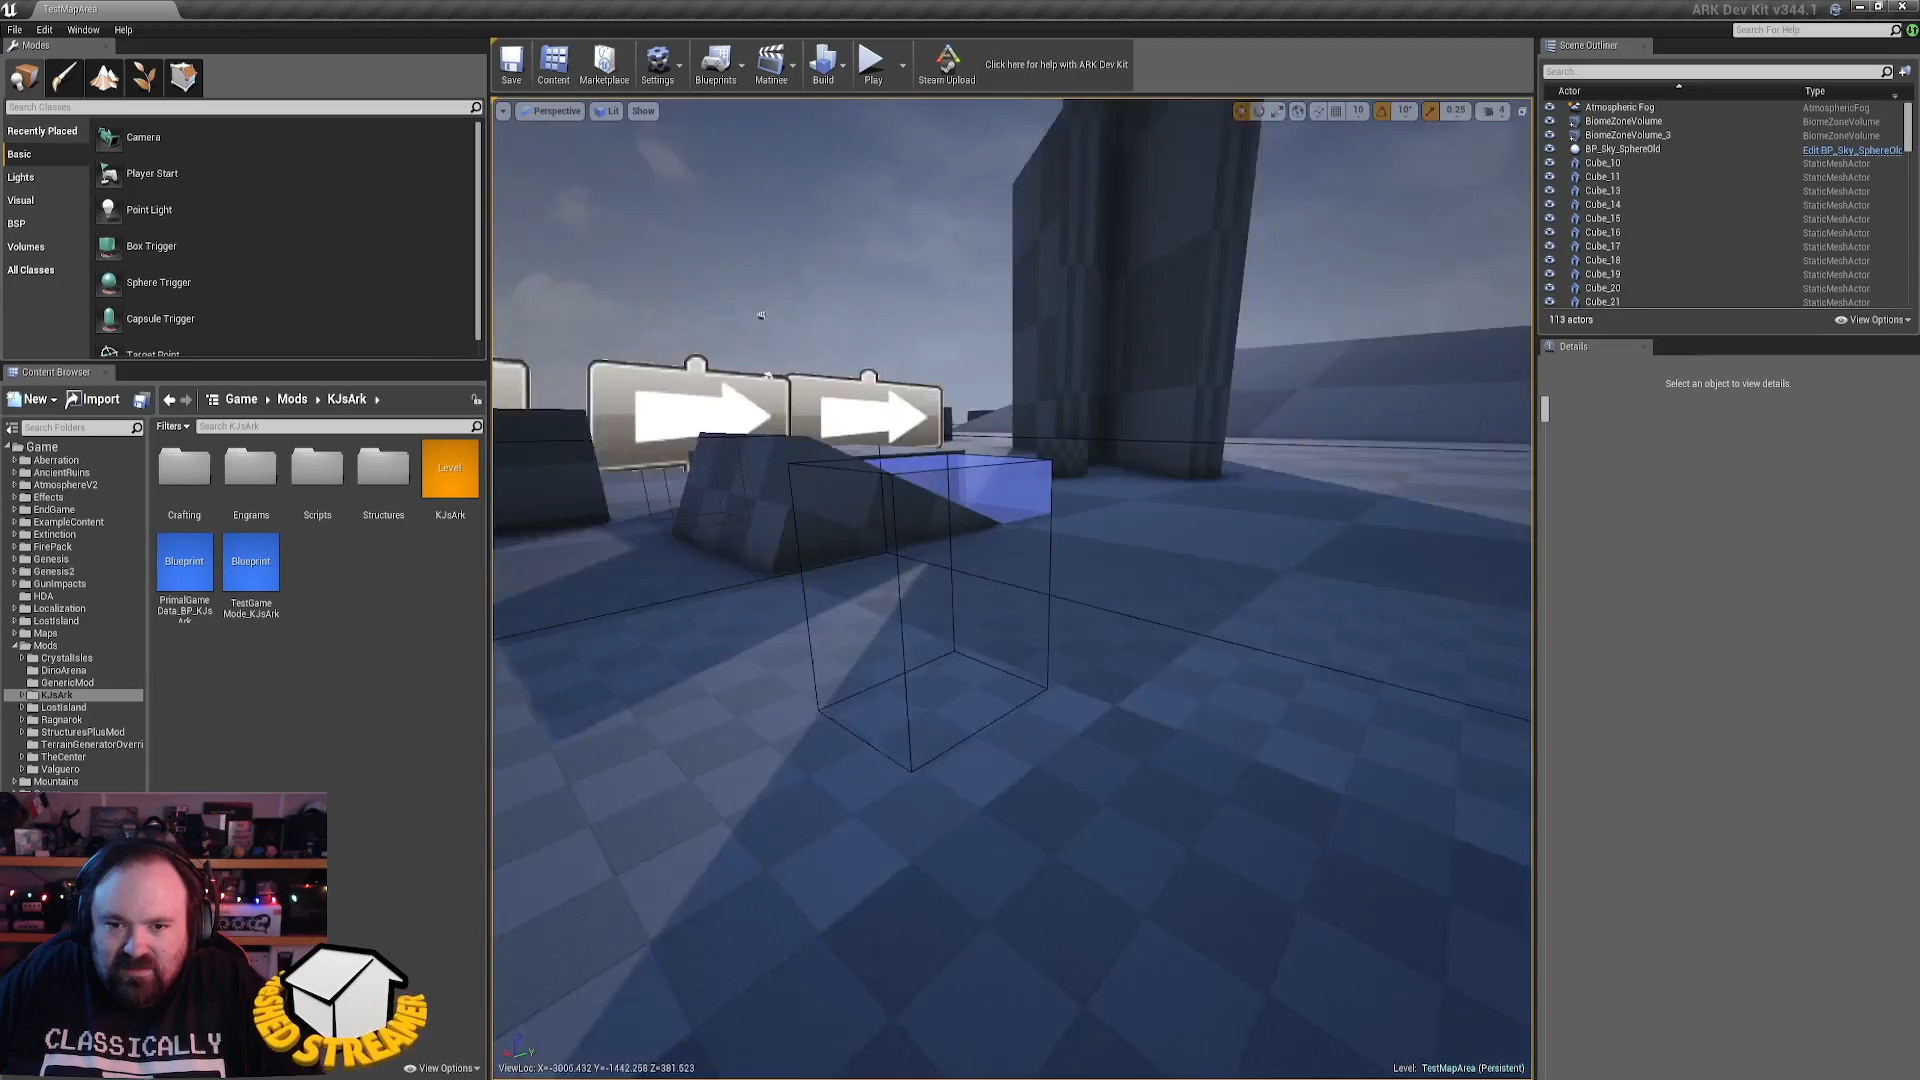 TestMapArea
ARK Dev Kit v344.1
File Edit Window Help
Search For Help
Modes
Search Classes
Recently Placed
Basic
Lights
Visual
BSP
Volumes
All Classes
Camera
Player Start
Point Light
Box Trigger
Sphere Trigger
Capsule Trigger
Target Point
Save
Content
Marketplace
Settings
Blueprints
Matinee
Build
Play
Steam Upload
Click here for help with ARK Dev Kit
Perspective
Lit
Show
10
10°
0.25
4
Scene Outliner
Search...
Actor Type
Atmospheric Fog AtmosphericFog
BiomeZoneVolume BiomeZoneVolume
BiomeZoneVolume_3 BiomeZoneVolume
BP_Sky_SphereOld Edit BP_Sky_SphereOld
Cube_10 StaticMeshActor
Cube_11 StaticMeshActor
Cube_13 StaticMeshActor
Cube_14 StaticMeshActor
Cube_15 StaticMeshActor
Cube_16 StaticMeshActor
Cube_17 StaticMeshActor
Cube_18 StaticMeshActor
Cube_19 StaticMeshActor
Cube_20 StaticMeshActor
Cube_21 StaticMeshActor
113 actors
View Options
Details
Select an object to view details.
Content Browser
New Import
Game Mods KJsArk
Search Folders
Filters
Search KJsArk
Game
Aberration
AncientRuins
AtmosphereV2
Effects
EndGame
ExampleContent
Extinction
FirePack
Genesis
Genesis2
GunImpacts
HDA
Localization
LostIsland
Maps
Mods
CrystalIsles
DinoArena
GenericMod
KJsArk
LostIsland
Ragnarok
StructuresPlusMod
TerrainGeneratorOverri
TheCenter
Valguero
Mountains
Crafting
Engrams
Scripts
Structures
Level
KJsArk
Blueprint
PrimalGame
Data_BP_KJs
Ark
Blueprint
TestGame
Mode_KJsArk
View Options
CLASSICALLY
SHED STREAMER
ViewLoc: X=-3006.432 Y=-1442.258 Z=381.523
Level: TestMapArea (Persistent)